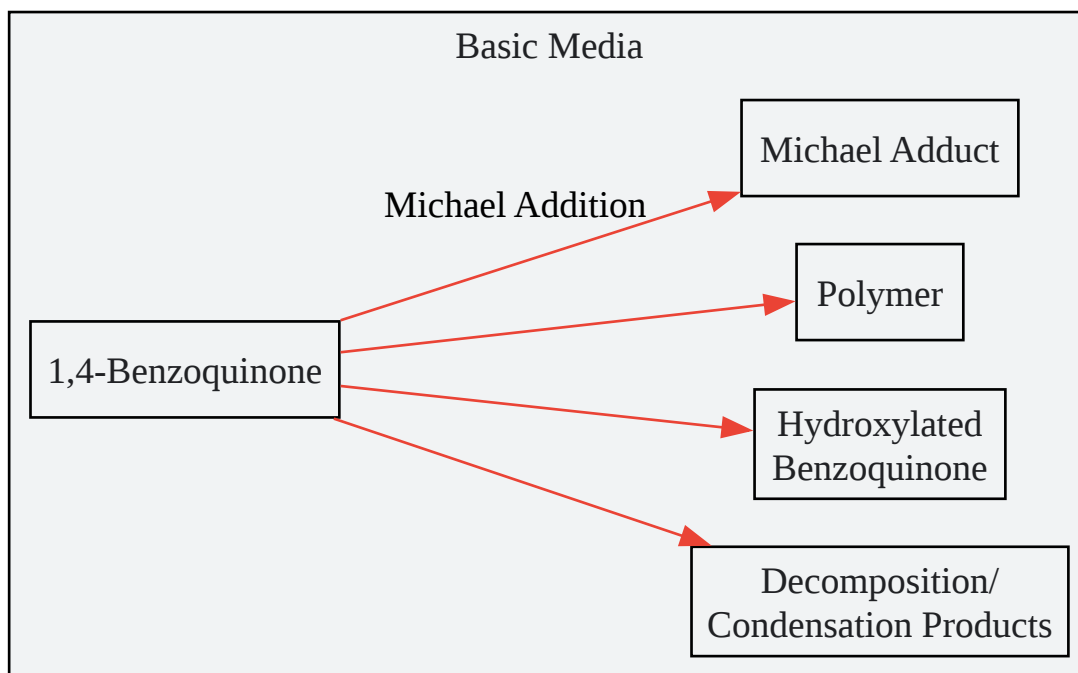 Basic Media
Michael Adduct
Michael Addition
Polymer
1,4-Benzoquinone
Hydroxylated
Benzoquinone
Decomposition/
Condensation Products